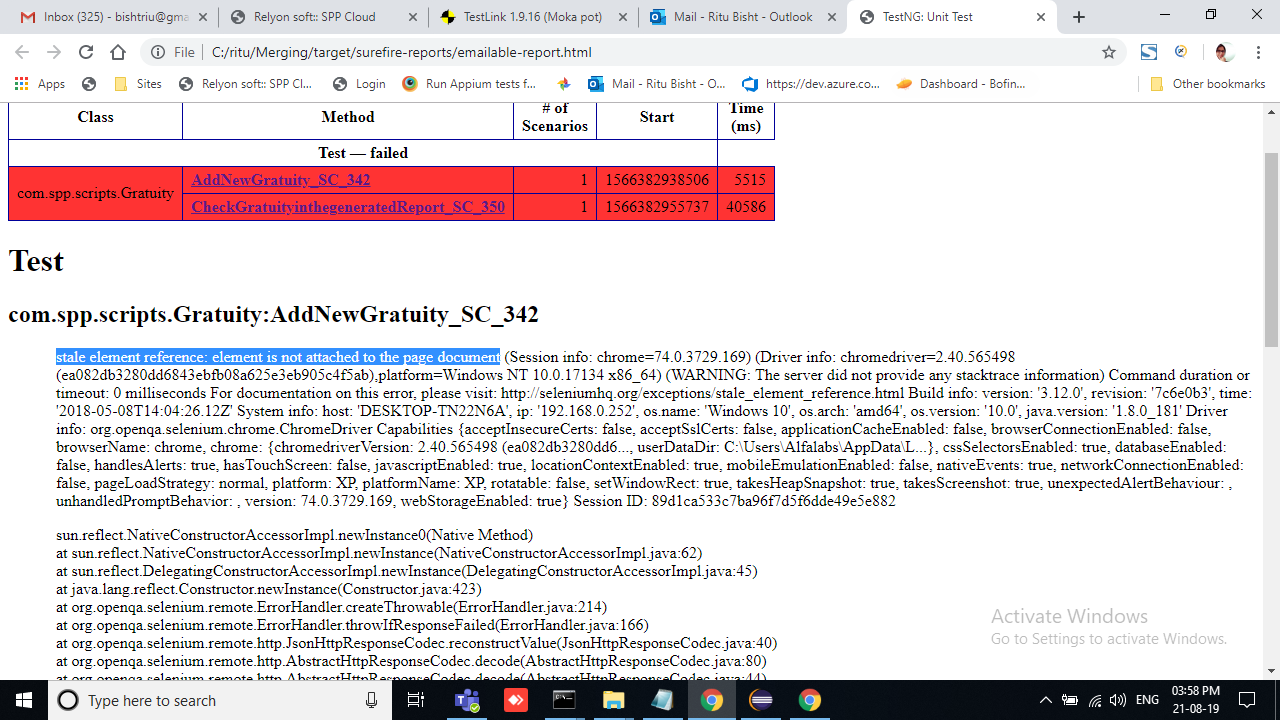 Inbox (325) - bishtriu@gma
Relyon soft:: SPP Cloud
TestLink 1.9.16 (Moka pot)
Mail - Ritu Bisht - Outlook
TestNG: Unit Test
File
C:/ritu/Merging/target/surefire-reports/emailable-report.html
Apps
Sites
Relyon soft:: SPP Cl...
Login
Run Appium tests f...
Mail - Ritu Bisht - O...
https://dev.azure.co...
Dashboard - Bofin...
Other bookmarks
Class
Method
# of
Scenarios
Start
Time
(ms)
Test — failed
com.spp.scripts.Gratuity
AddNewGratuity_SC_342
1
1566382938506
5515
CheckGratuityinthegeneratedReport_SC_350
1
1566382955737
40586
Test
com.spp.scripts.Gratuity:AddNewGratuity_SC_342
stale element reference: element is not attached to the page document (Session info: chrome=74.0.3729.169) (Driver info: chromedriver=2.40.565498
(ea082db3280dd6843ebfb08a625e3eb905c4f5ab),platform=Windows NT 10.0.17134 x86_64) (WARNING: The server did not provide any stacktrace information) Command duration or
timeout: 0 milliseconds For documentation on this error, please visit: http://seleniumhq.org/exceptions/stale_element_reference.html Build info: version: '3.12.0', revision: '7c6e0b3', time:
'2018-05-08T14:04:26.12Z' System info: host: 'DESKTOP-TN22N6A', ip: '192.168.0.252', os.name: 'Windows 10', os.arch: 'amd64', os.version: '10.0', java.version: '1.8.0_181' Driver
info: org.openqa.selenium.chrome.ChromeDriver Capabilities {acceptInsecureCerts: false, acceptSslCerts: false, applicationCacheEnabled: false, browserConnectionEnabled: false,
browserName: chrome, chrome: {chromedriverVersion: 2.40.565498 (ea082db3280dd6..., userDataDir: C:\Users\Alfalabs\AppData\L...}, cssSelectorsEnabled: true, databaseEnabled:
false, handlesAlerts: true, hasTouchScreen: false, javascriptEnabled: true, locationContextEnabled: true, mobileEmulationEnabled: false, nativeEvents: true, networkConnectionEnabled:
false, pageLoadStrategy: normal, platform: XP, platformName: XP, rotatable: false, setWindowRect: true, takesHeapSnapshot: true, takesScreenshot: true, unexpectedAlertBehaviour: ,
unhandledPromptBehavior: , version: 74.0.3729.169, webStorageEnabled: true} Session ID: 89d1ca533c7ba96f7d5f6dde49e5e882
sun.reflect.NativeConstructorAccessorImpl.newInstance0(Native Method)
at sun.reflect.NativeConstructorAccessorImpl.newInstance(NativeConstructorAccessorImpl.java:62)
at sun.reflect.DelegatingConstructorAccessorImpl.newInstance(DelegatingConstructorAccessorImpl.java:45)
at java.lang.reflect.Constructor.newInstance(Constructor.java:423)
at org.openqa.selenium.remote.ErrorHandler.createThrowable(ErrorHandler.java:214)
at org.openqa.selenium.remote.ErrorHandler.throwIfResponseFailed(ErrorHandler.java:166)
at org.openqa.selenium.remote.http.JsonHttpResponseCodec.reconstructValue(JsonHttpResponseCodec.java:40)
at org.openqa.selenium.remote.http.AbstractHttpResponseCodec.decode(AbstractHttpResponseCodec.java:80)
at org.openqa.selenium.remote.http.AbstractHttpResponseCodec.decode(AbstractHttpResponseCodec.java:44)
Activate Windows
Go to Settings to activate Windows.
Type here to search
ENG
03:58 PM
21-08-19